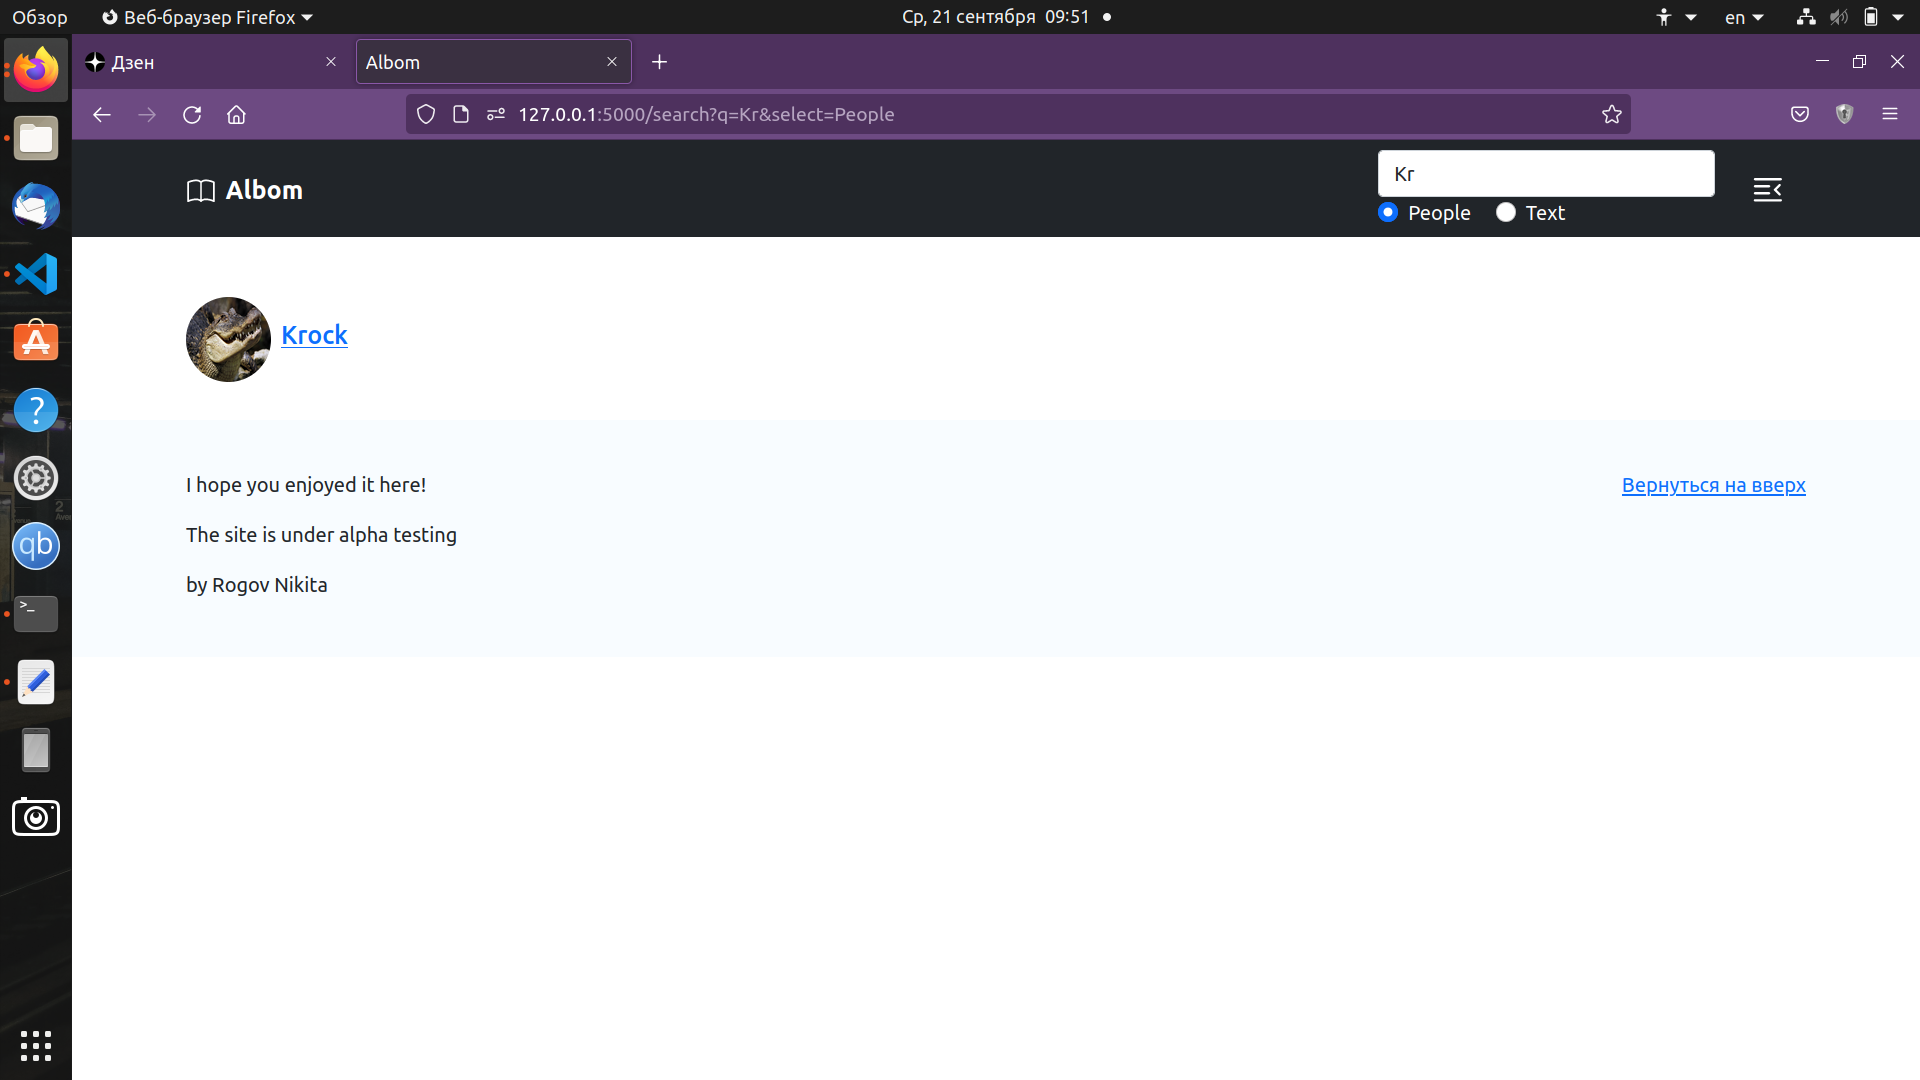 Обзор
Веб-браузер Firefox
Ср, 21 сентября 09:51
en
Дзен
Albom
127.0.0.1:5000/search?q=Kr&select=People
Albom
Kr
People
Text
Krock
I hope you enjoyed it here!
Вернуться на вверх
The site is under alpha testing
by Rogov Nikita
?
qb
>_